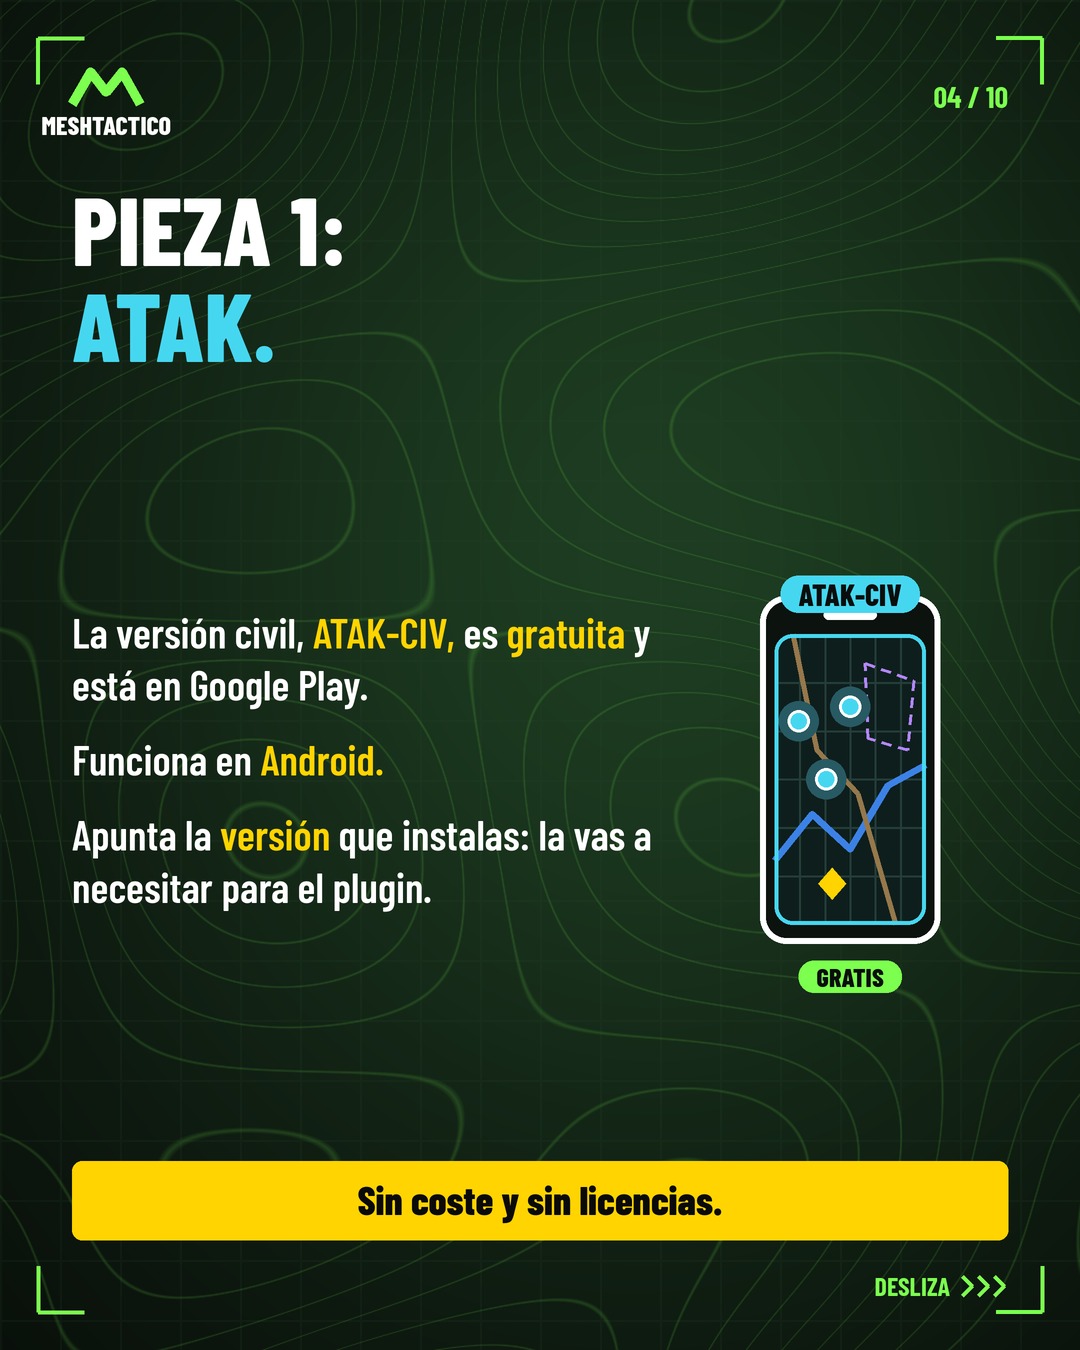 MESHTACTICO
04 / 10
PIEZA 1:
ATAK.
La versión civil, ATAK-CIV, es gratuita y
está en Google Play.
Funciona en Android.
Apunta la versión que instalas: la vas a
necesitar para el plugin.
ATAK-CIV
GRATIS
Sin coste y sin licencias.
DESLIZA >>>